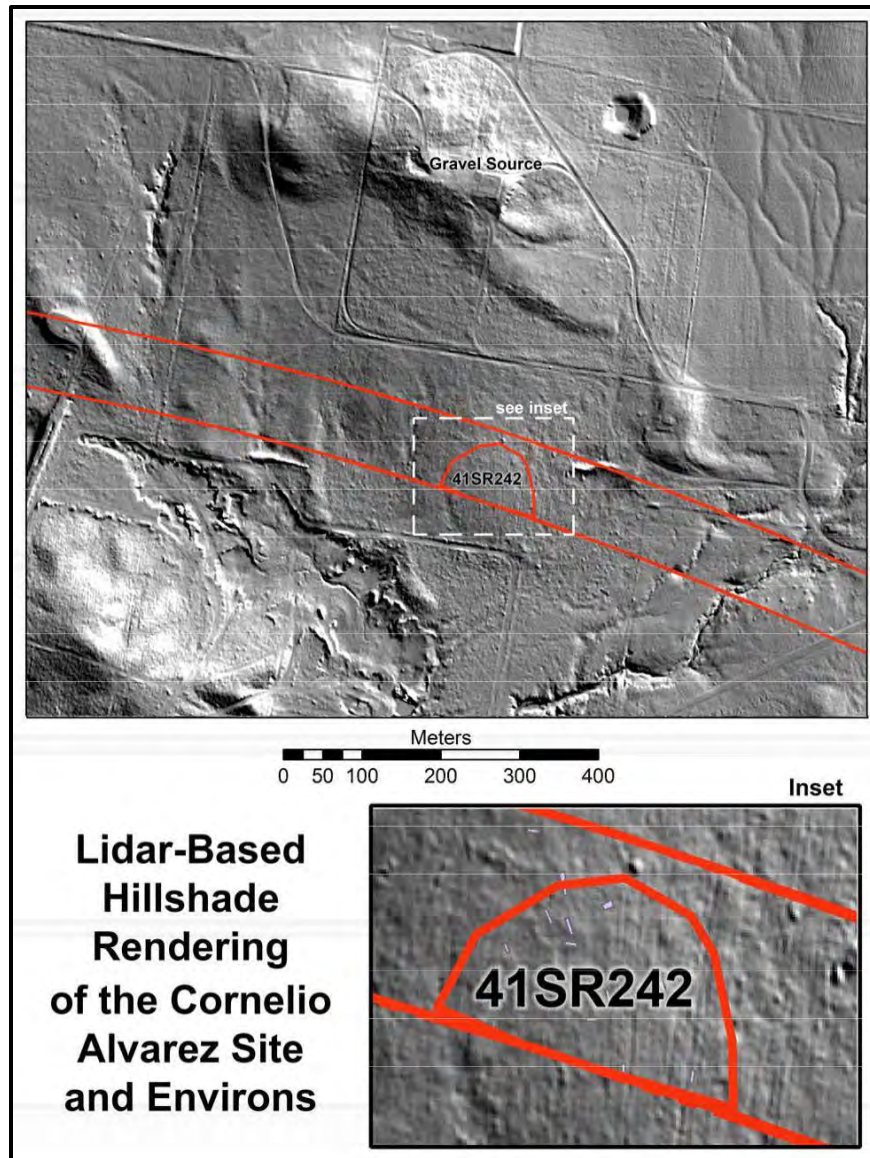 Gravel Source
see inset
41SR242
Meters
0 50 100 200 300 400
Inset
Lidar-Based
Hillshade
Rendering
of the Cornelio
Alvarez Site
and Environs
41SR242